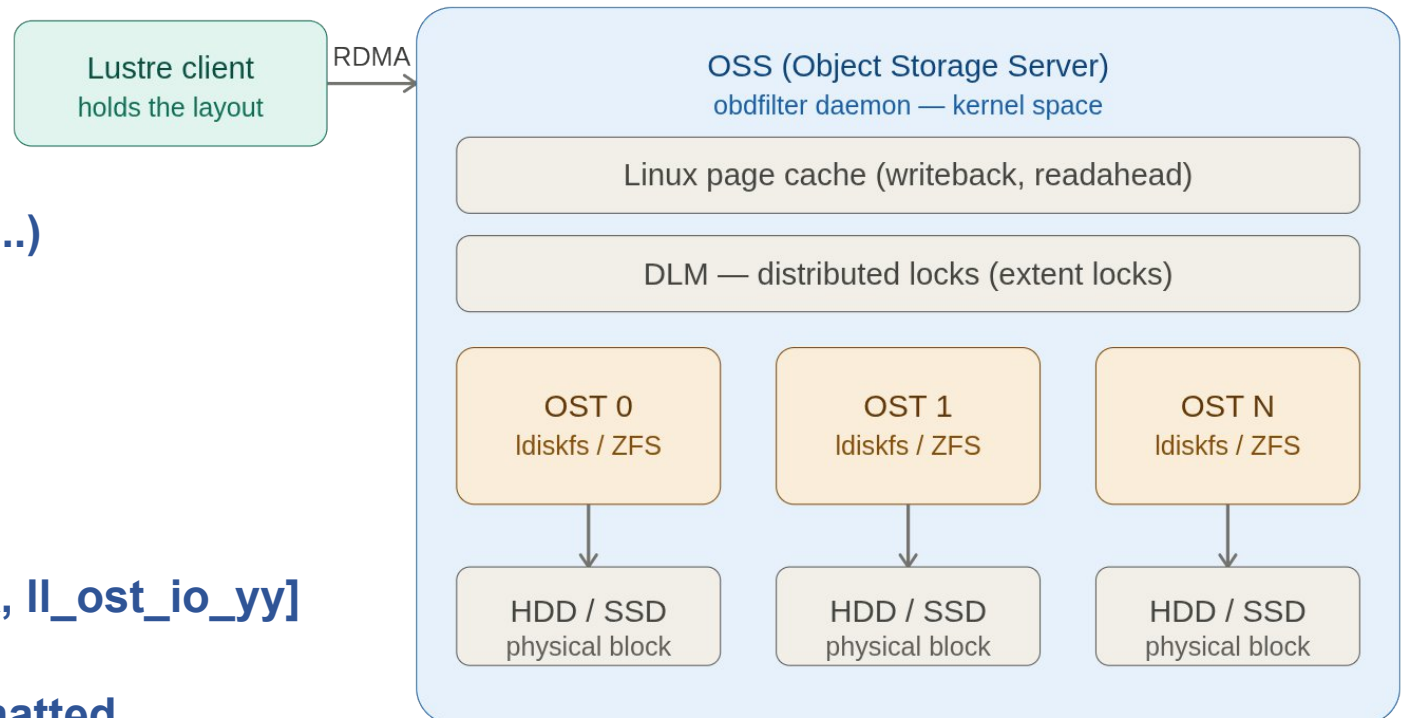 Lustre client
holds the layout
RDMA
OSS (Object Storage Server)
obdfilter daemon — kernel space
Linux page cache (writeback, readahead)
..)
DLM — distributed locks (extent locks)
OST 0
ldiskfs / ZFS
OST 1
ldiskfs / ZFS
OST N
ldiskfs / ZFS
, ll_ost_io_yy]
HDD / SSD
physical block
HDD / SSD
physical block
HDD / SSD
physical block